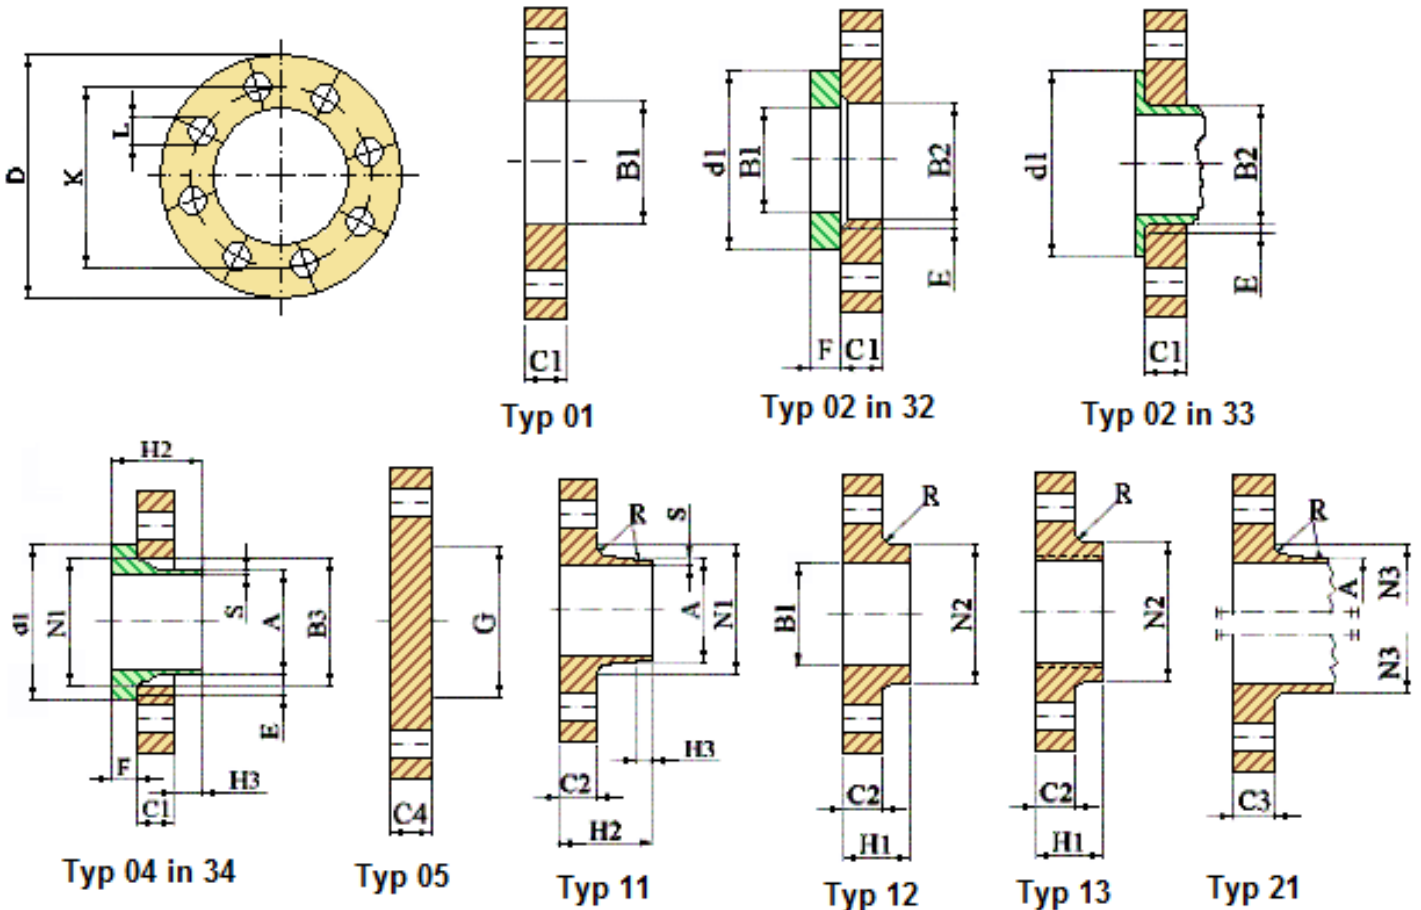 D
K
L
B1
C1
Typ 01
d1
B1
B2
E
F
C1
Typ 02 in 32
d1
B2
E
C1
Typ 02 in 33
H2
d1
N1
S
A
B3
E
F
H3
C1
Typ 04 in 34
G
C4
Typ 05
R
S
A
N1
H3
C2
H2
Typ 11
R
B1
N2
C2
H1
Typ 12
R
N2
C2
H1
Typ 13
R
A
N3
N3
C3
Typ 21